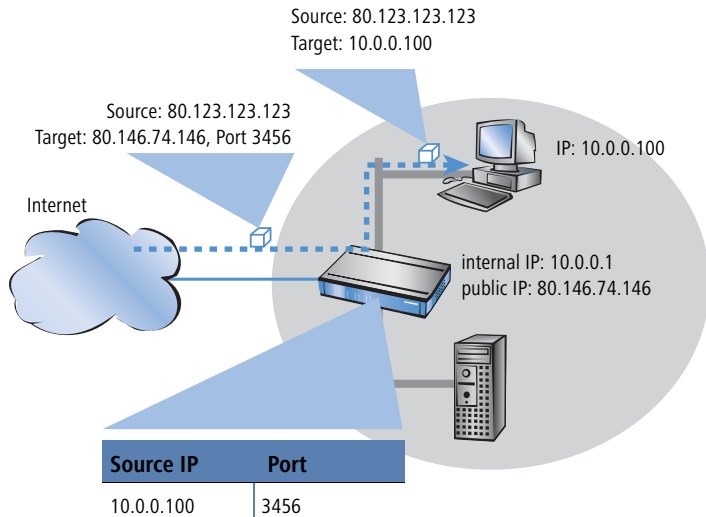 Source: 80.123.123.123
Target: 10.0.0.100
Source: 80.123.123.123
Target: 80.146.74.146, Port 3456
IP: 10.0.0.100
Internet
internal IP: 10.0.0.1
public IP: 80.146.74.146
Source IP Port
10.0.0.100 3456